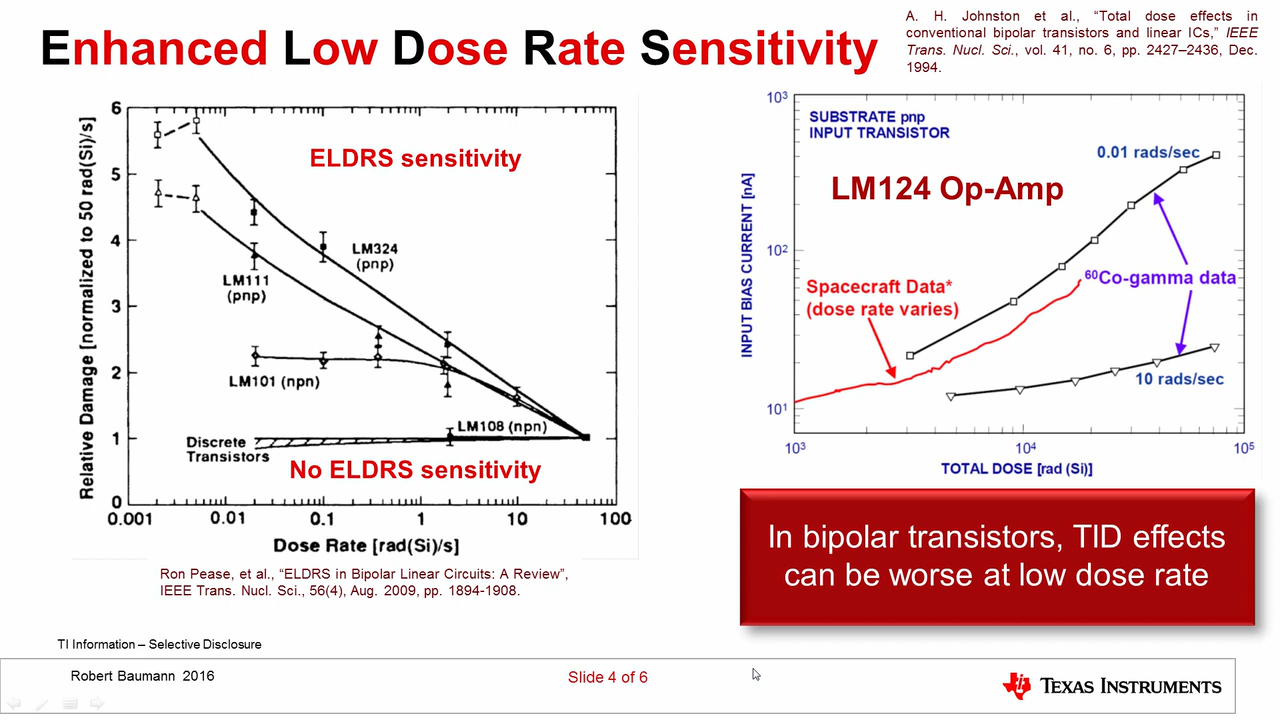 Enhanced Low Dose Rate Sensitivity
A. H. Johnston et al., “Total dose effects in
conventional bipolar transistors and linear ICs,” IEEE
Trans. Nucl. Sci., vol. 41, no. 6, pp. 2427–2436, Dec.
1994.
Relative Damage [normalized to 50 rad(Si)/s]
6
5
4
3
2
1
0
ELDRS sensitivity
LM324
(pnp)
LM111
(pnp)
LM101 (npn)
LM108 (npn)
Discrete
Transistors
No ELDRS sensitivity
0.001
0.01
0.1
1
10
100
Dose Rate [rad(Si)/s]
Ron Pease, et al., “ELDRS in Bipolar Linear Circuits: A Review”,
IEEE Trans. Nucl. Sci., 56(4), Aug. 2009, pp. 1894-1908.
INPUT BIAS CURRENT [nA]
10³
10²
10¹
SUBSTRATE pnp
INPUT TRANSISTOR
0.01 rads/sec
LM124 Op-Amp
Spacecraft Data*
(dose rate varies)
⁶⁰Co-gamma data
10 rads/sec
10³
10⁴
10⁵
TOTAL DOSE [rad (Si)]
In bipolar transistors, TID effects
can be worse at low dose rate
TI Information – Selective Disclosure
Robert Baumann 2016
Slide 4 of 6
TEXAS INSTRUMENTS